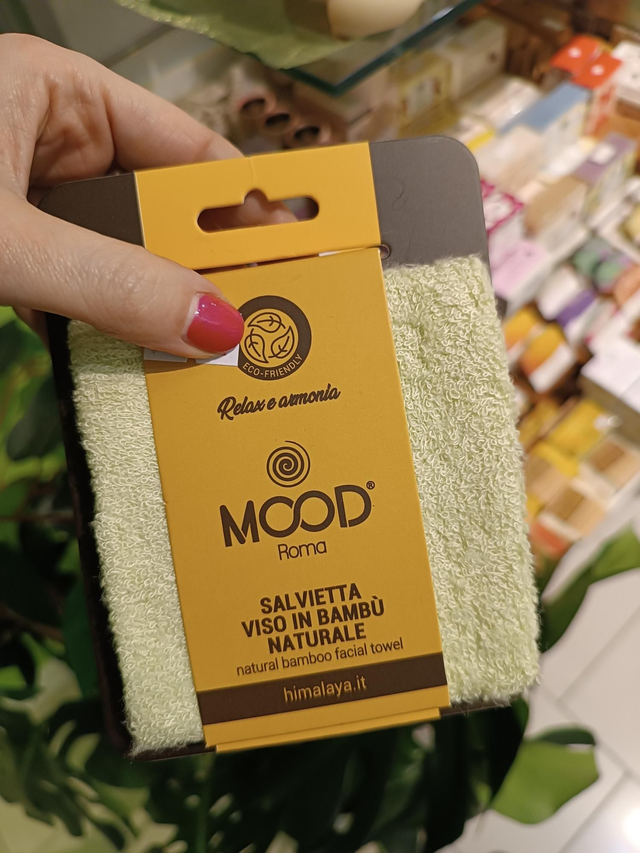 ECO-FRIENDLY
Relax e armonia
MOOD®
Roma
SALVIETTA
VISO IN BAMBÙ
NATURALE
natural bamboo facial towel
himalaya.it